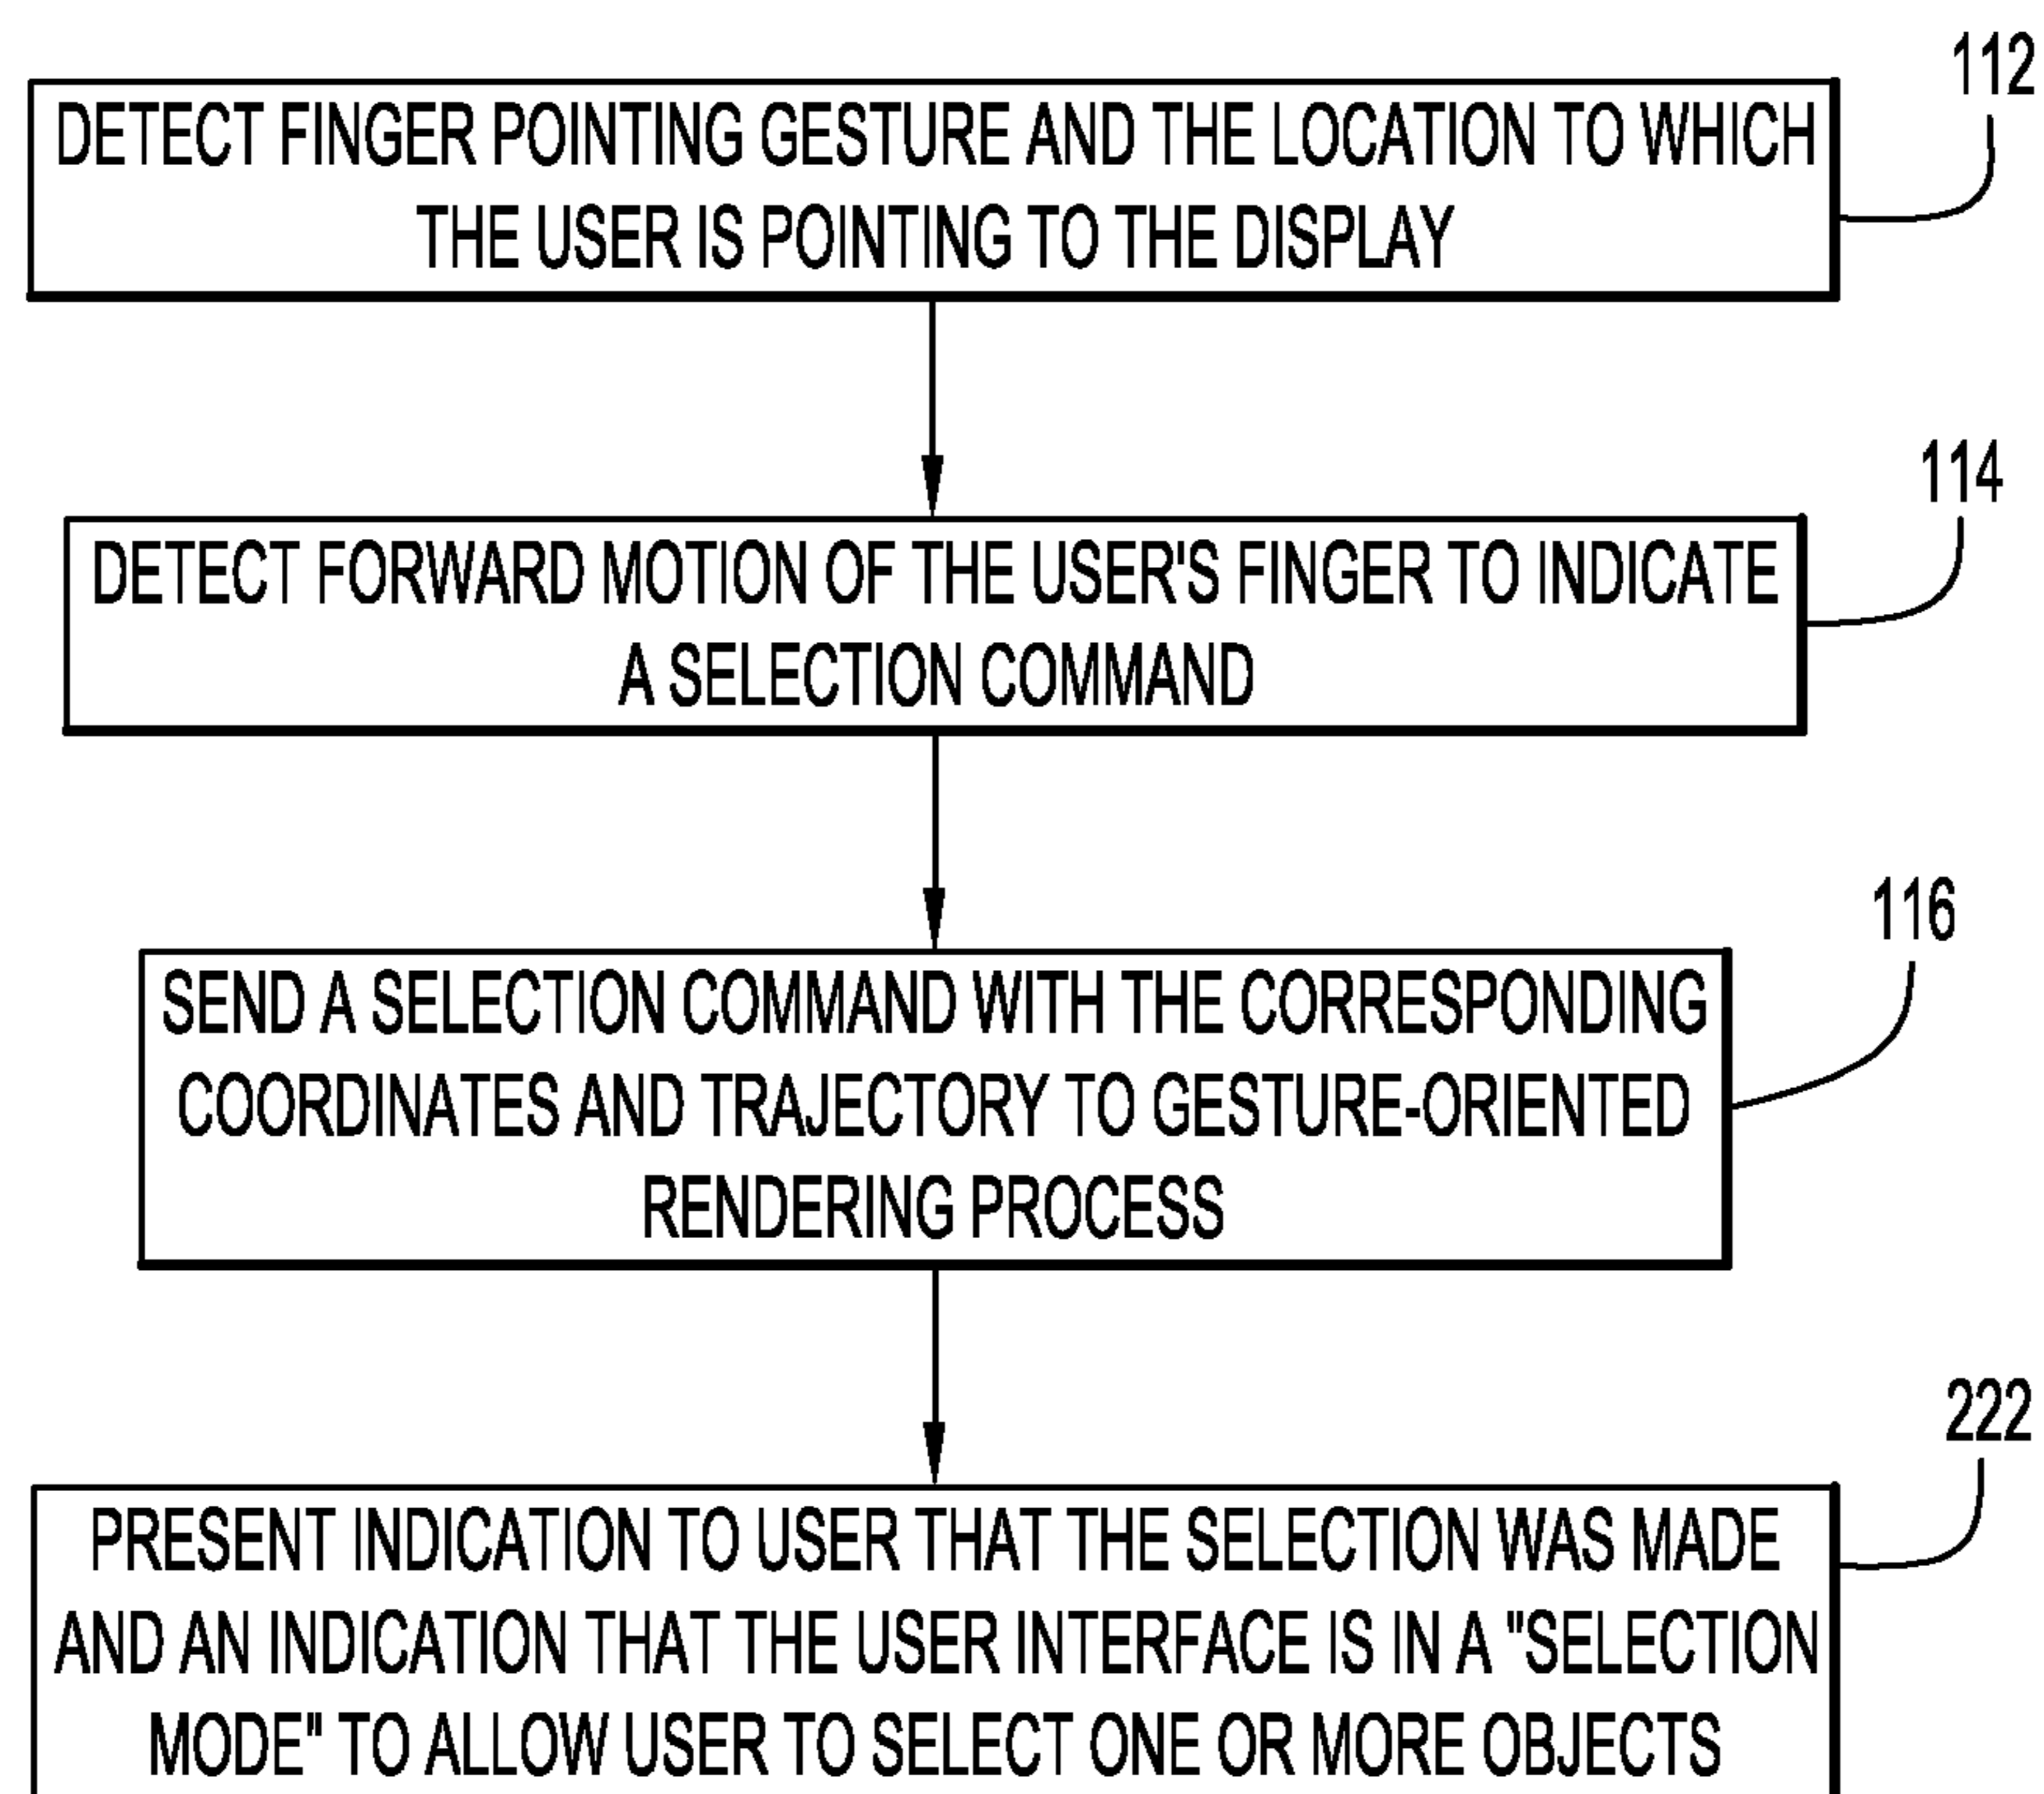 112
DETECT FINGER POINTING GESTURE AND THE LOCATION TO WHICH
THE USER IS POINTING TO THE DISPLAY
114
DETECT FORWARD MOTION OF THE USER'S FINGER TO INDICATE
A SELECTION COMMAND
116
SEND A SELECTION COMMAND WITH THE CORRESPONDING
COORDINATES AND TRAJECTORY TO GESTURE-ORIENTED
RENDERING PROCESS
222
PRESENT INDICATION TO USER THAT THE SELECTION WAS MADE
AND AN INDICATION THAT THE USER INTERFACE IS IN A "SELECTION
MODE" TO ALLOW USER TO SELECT ONE OR MORE OBJECTS